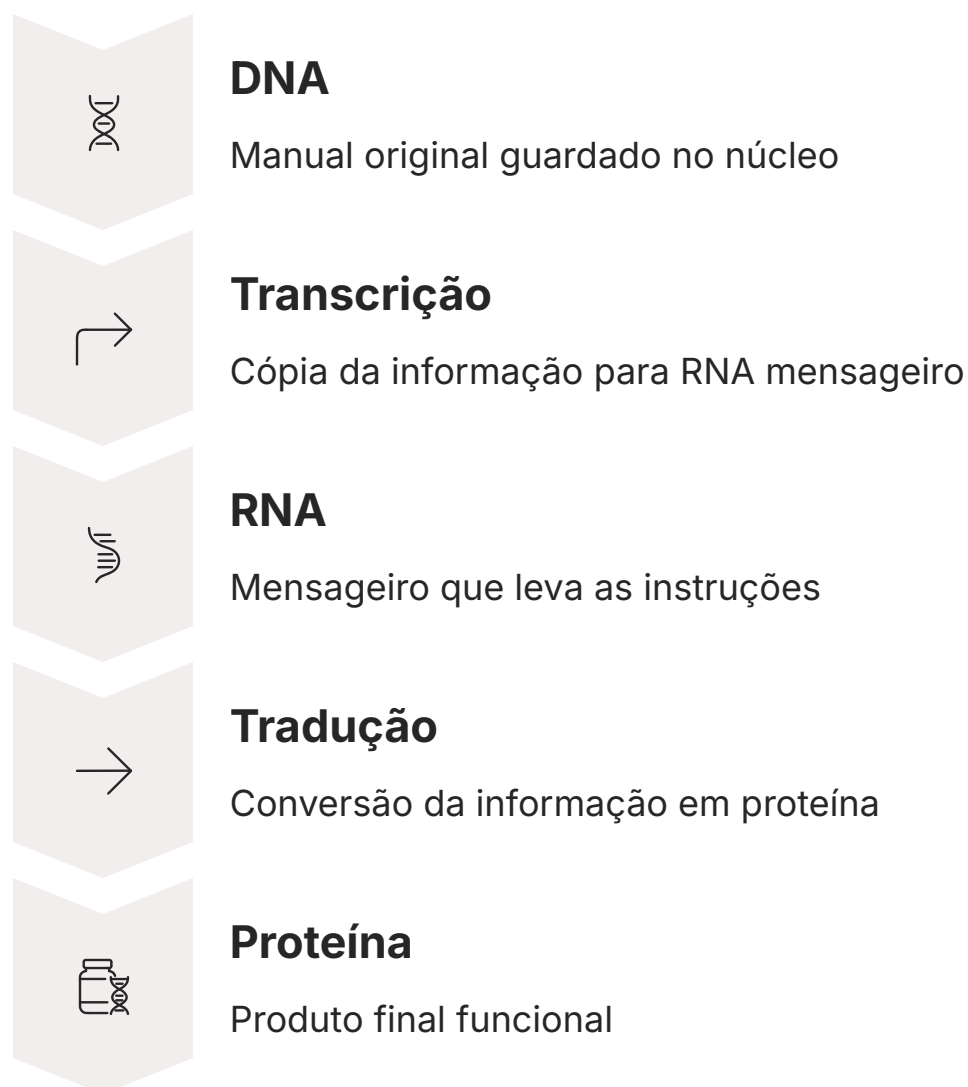 DNA
Manual original guardado no núcleo
Transcrição
Cópia da informação para RNA mensageiro
RNA
Mensageiro que leva as instruções
Tradução
Conversão da informação em proteína
Proteína
Produto final funcional